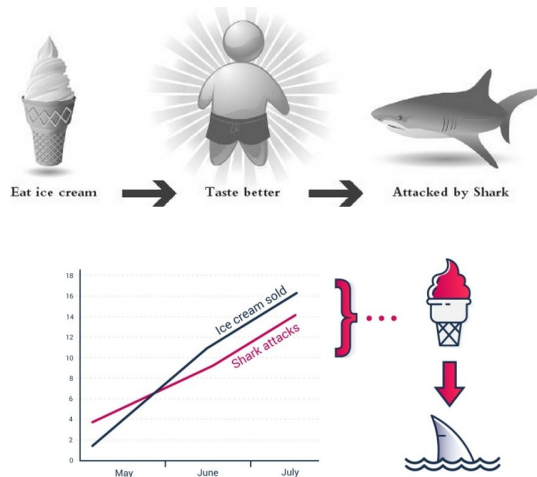 Eat ice cream
Taste better
Attacked by Shark
18
16
14
12
10
8
6
4
2
0
Ice cream sold
Shark attacks
May
June
July